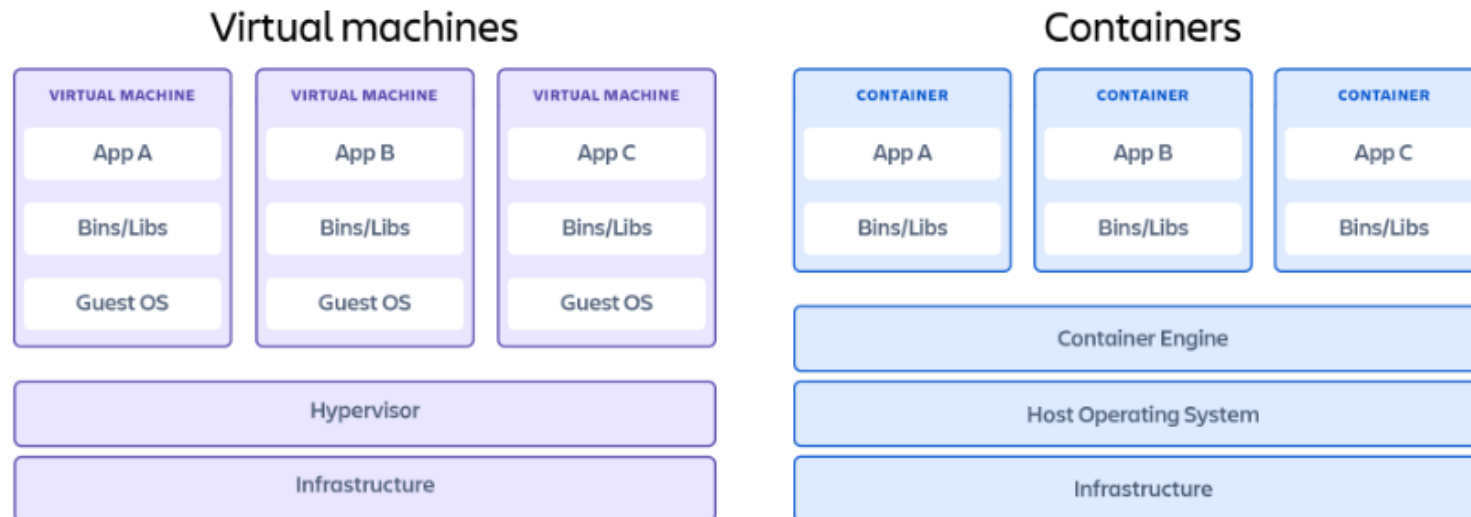 Virtual machines
VIRTUAL MACHINE
App A
Bins/Libs
Guest OS
VIRTUAL MACHINE
App B
Bins/Libs
Guest OS
VIRTUAL MACHINE
App C
Bins/Libs
Guest OS
Hypervisor
Infrastructure
Containers
CONTAINER
App A
Bins/Libs
CONTAINER
App B
Bins/Libs
CONTAINER
App C
Bins/Libs
Container Engine
Host Operating System
Infrastructure